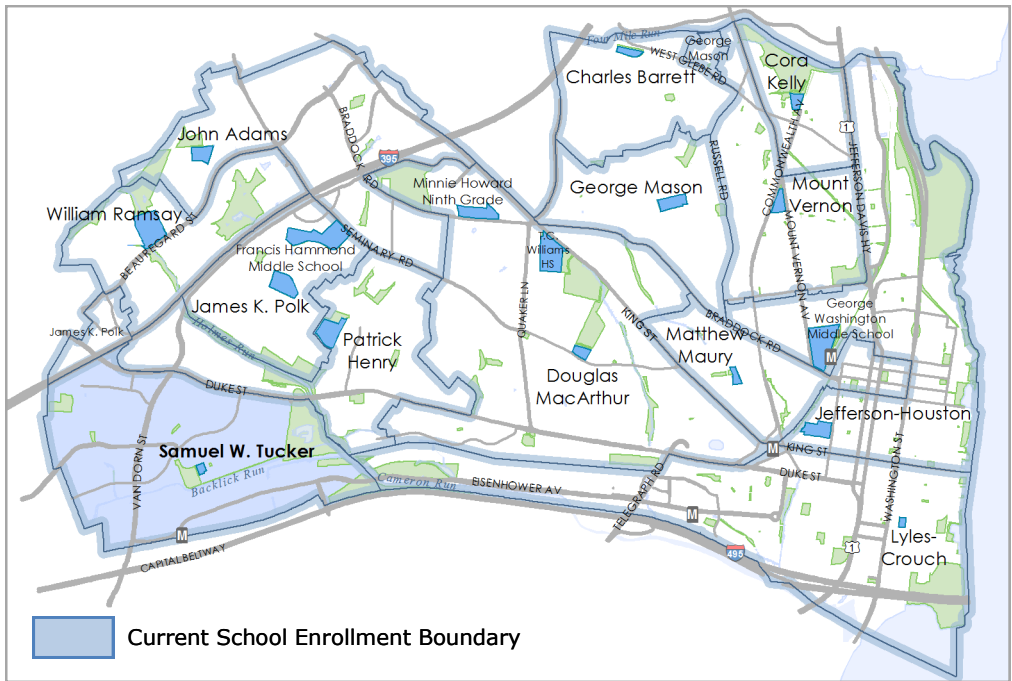 Four Mile Run
George
Mason
WEST GLEBE RD
Charles Barrett
Cora
Kelly
COMMONWEALTH AV
1
JEFFERSON DAVIS HY
John Adams
BRADDOCK RD
395
Minnie Howard
Ninth Grade
George Mason
RUSSELL RD
Mount
Vernon
MOUNT VERNON AV
William Ramsay
BEAUREGARD ST
Francis Hammond
Middle School
SEMINARY RD
T.C.
Williams
HS
James K. Polk
James K. Polk
Holmes Run
Patrick
Henry
QUAKER LN
KING ST
Matthew
Maury
BRADDOCK RD
George
Washington
Middle School
M
DUKE ST
Douglas
MacArthur
Jefferson-Houston
Samuel W. Tucker
VAN DORN ST
Backlick Run
Cameron Run
EISENHOWER AV
TELEGRAPH RD
M
KING ST
DUKE ST
WASHINGTON ST
M
M
CAPITAL BELTWAY
495
1
Lyles-
Crouch
Current School Enrollment Boundary